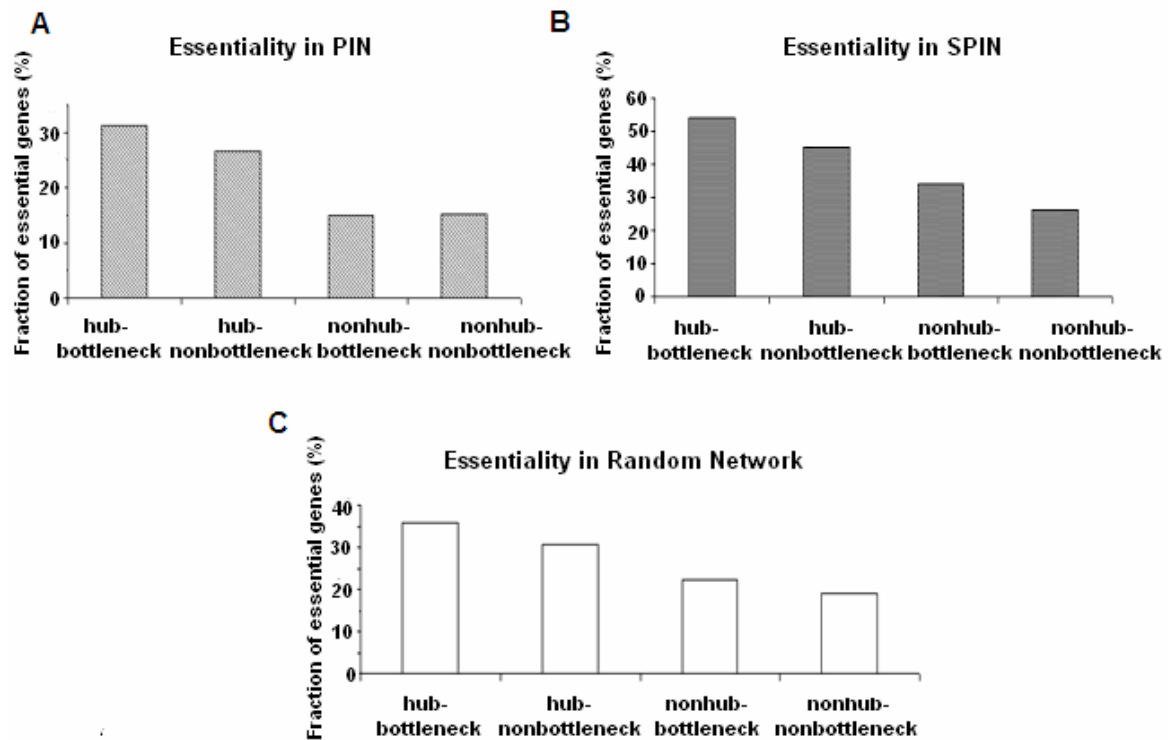 A
Essentiality in PIN
Fraction of essential genes (%)
30
20
10
0
hub-
bottleneck
hub-
nonbottleneck
nonhub-
bottleneck
nonhub-
nonbottleneck
B
Essentiality in SPIN
Fraction of essential genes (%)
60
50
40
30
20
10
0
hub-
bottleneck
hub-
nonbottleneck
nonhub-
bottleneck
nonhub-
nonbottleneck
C
Essentiality in Random Network
Fraction of essential genes (%)
40
30
20
10
0
hub-
bottleneck
hub-
nonbottleneck
nonhub-
bottleneck
nonhub-
nonbottleneck